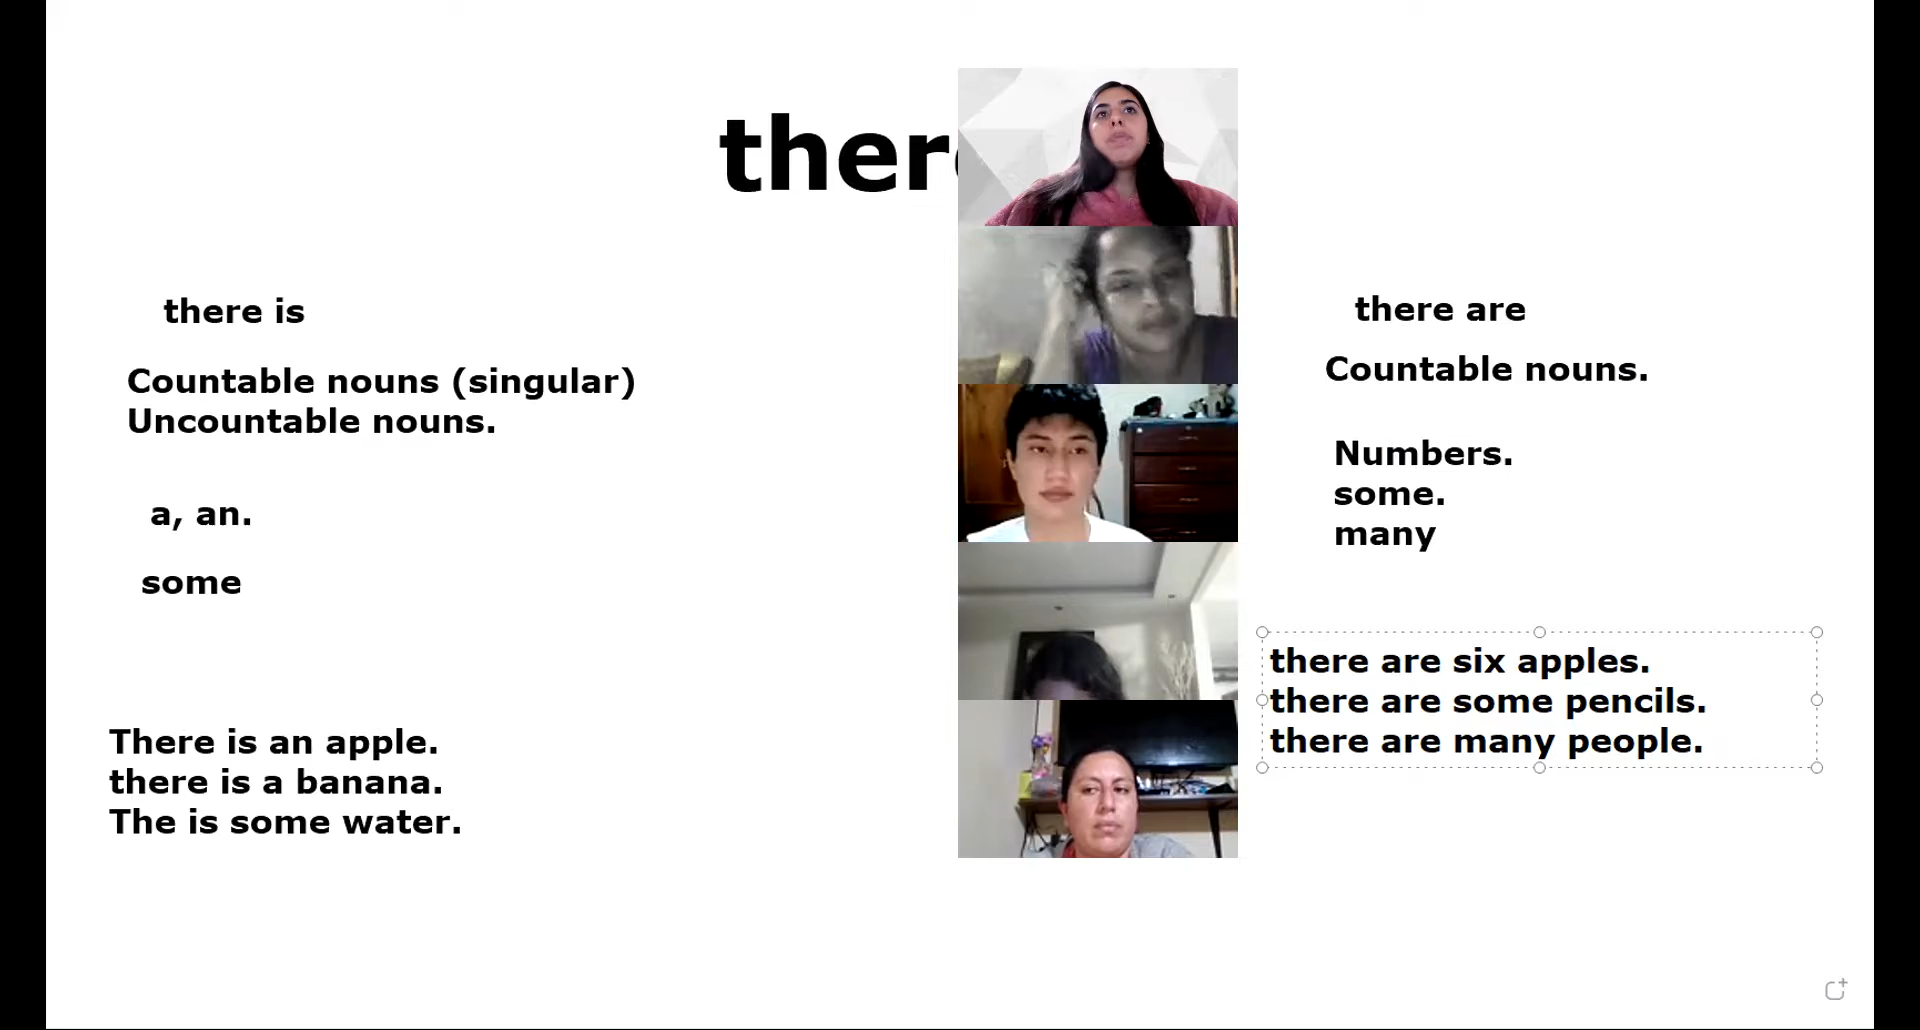 there is
Countable nouns (singular)
Uncountable nouns.
a, an.
some
There is an apple.
there is a banana.
The is some water.
there are
Countable nouns.
Numbers.
some.
many
there are six apples.
there are some pencils.
there are many people.